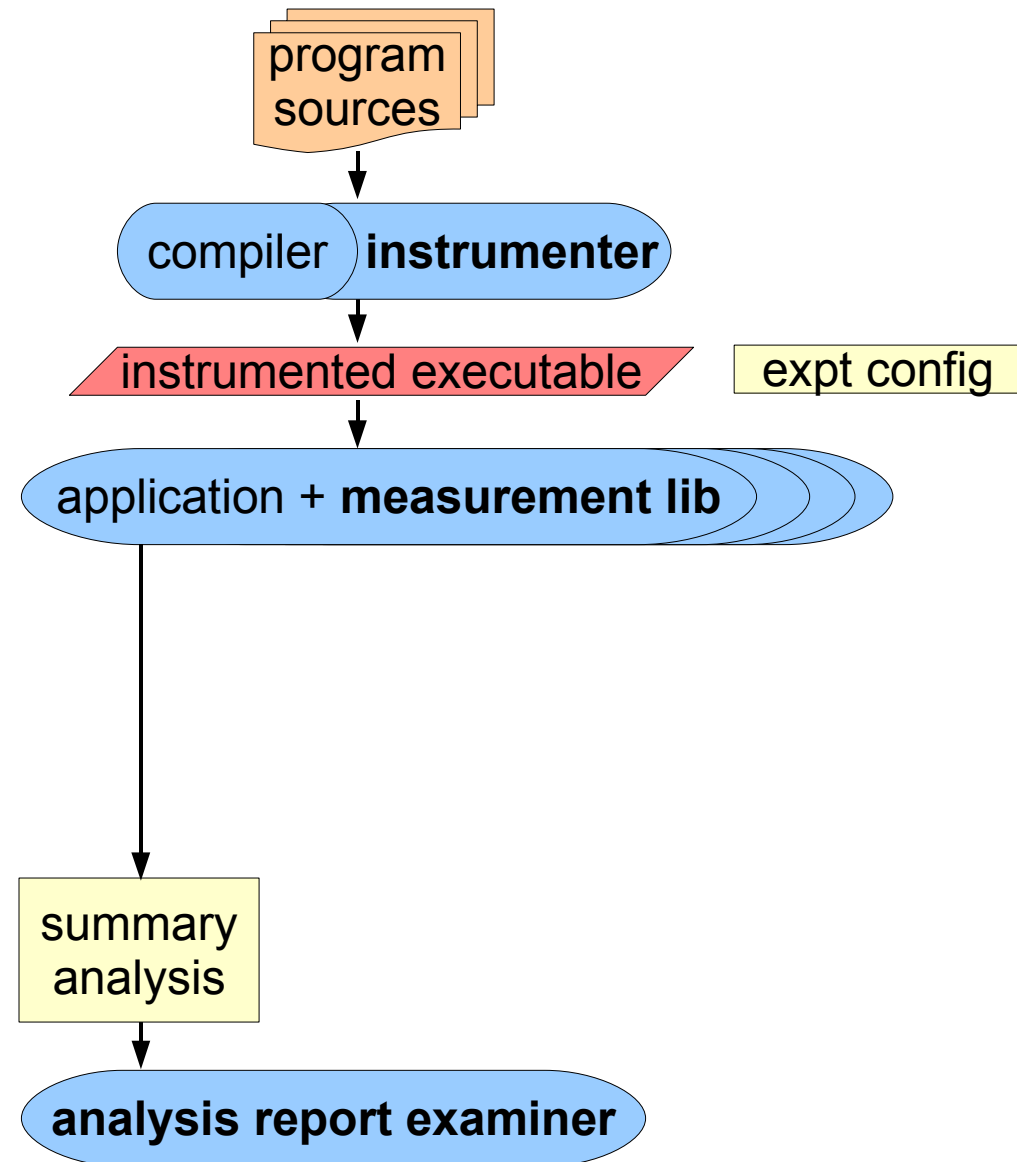 program
sources
compiler instrumenter
instrumented executable expt config
application + measurement lib
summary
analysis
analysis report examiner